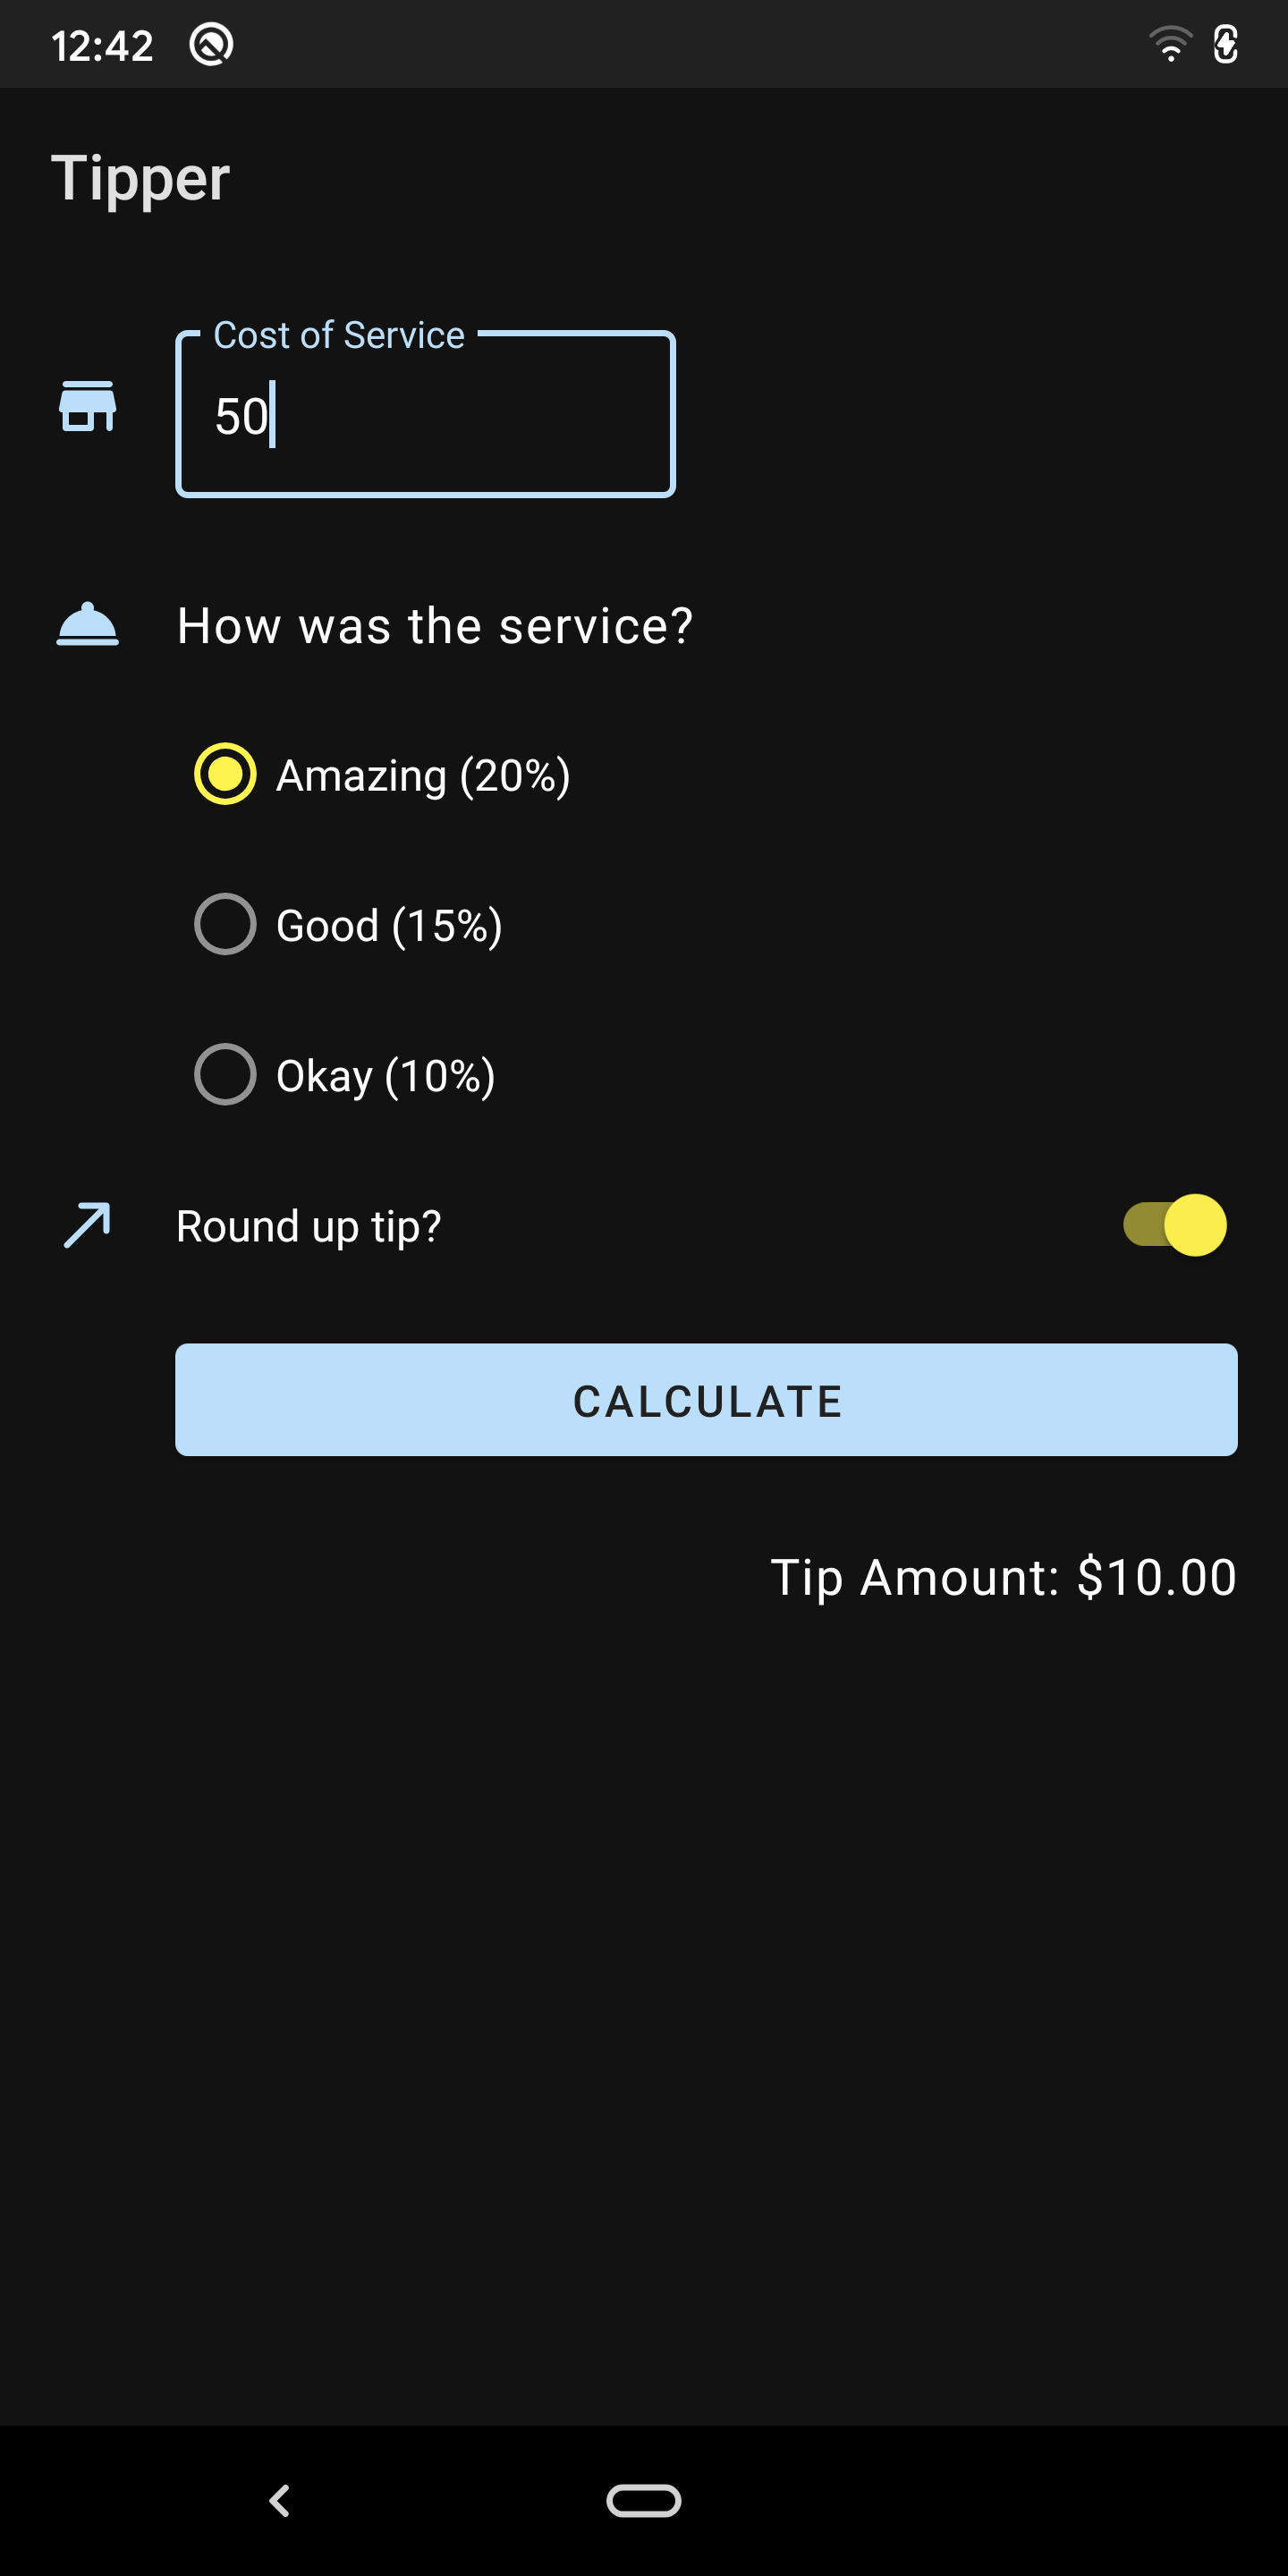 12:42
Tipper
Cost of Service
50
How was the service?
Amazing (20%)
Good (15%)
Okay (10%)
Round up tip?
CALCULATE
Tip Amount: $10.00